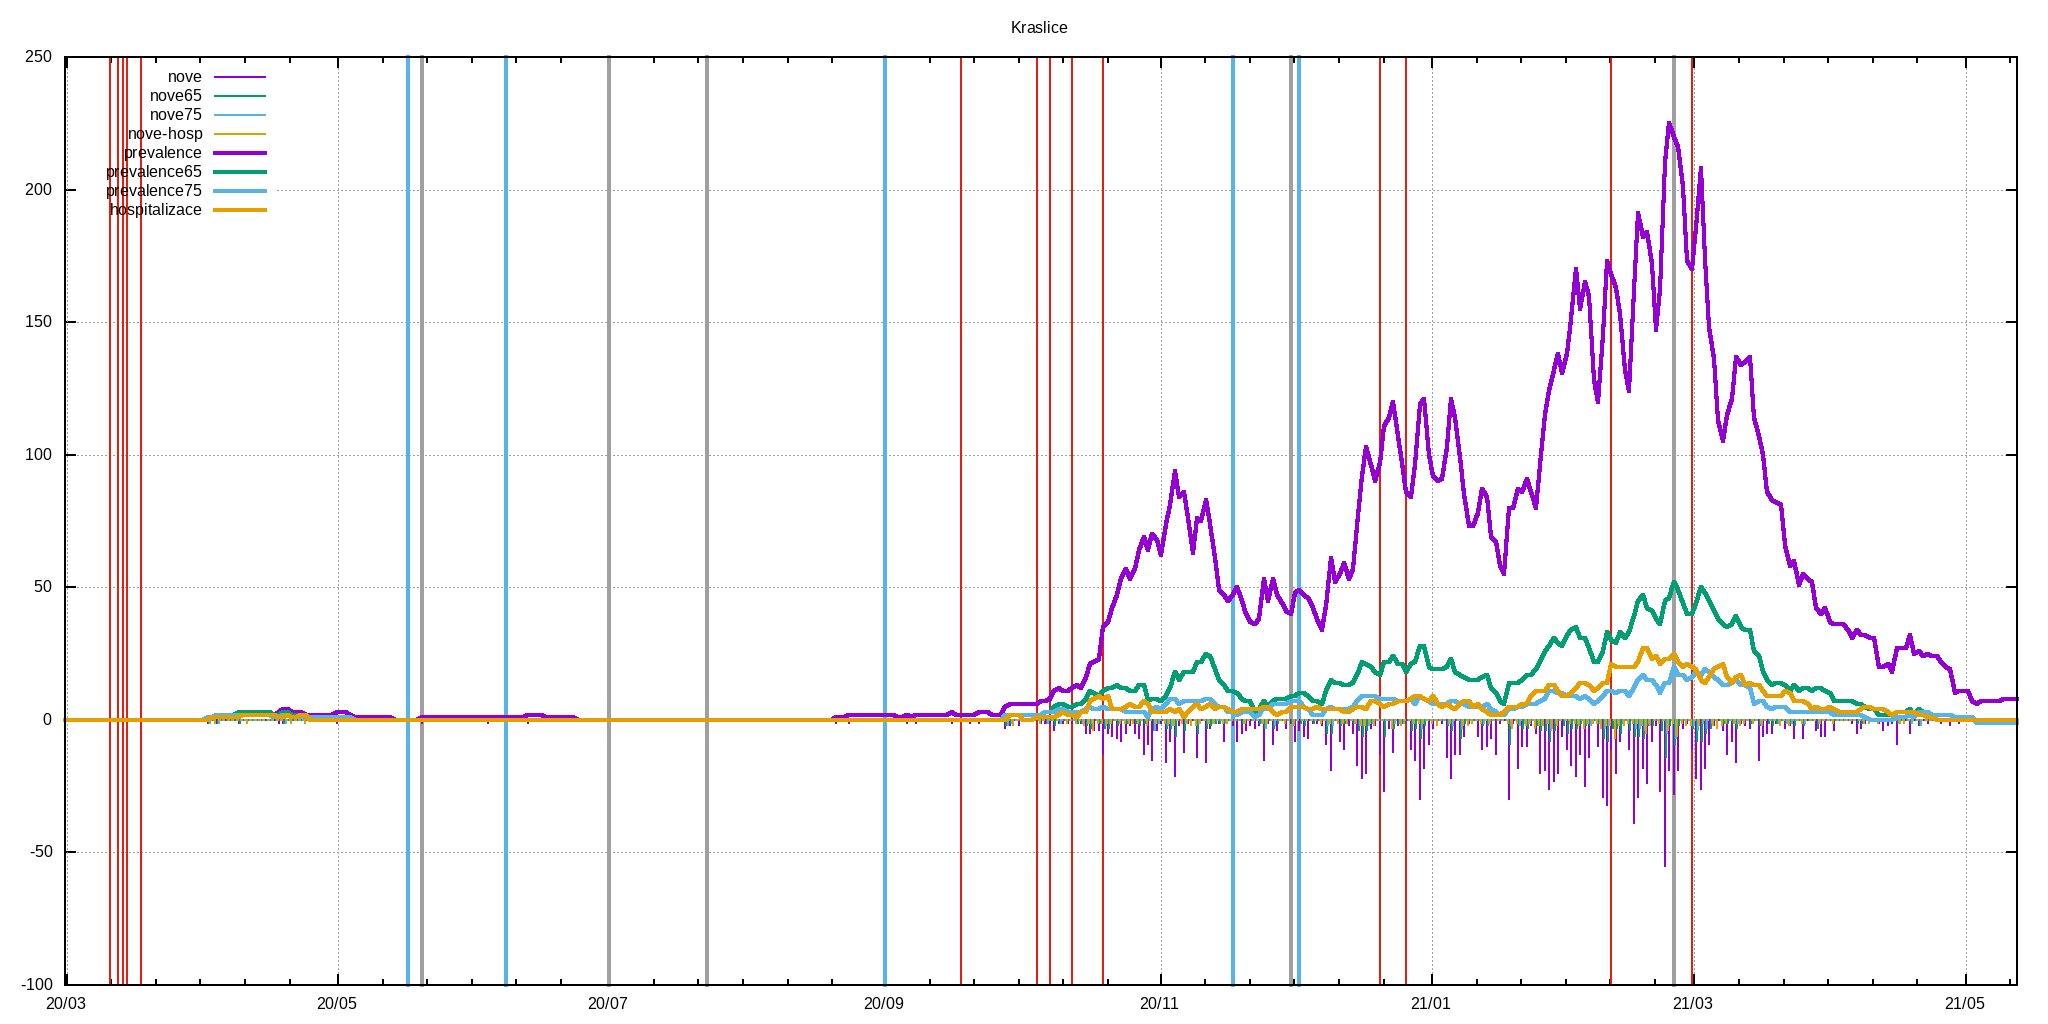 Kraslice
250
200
150
100
50
0
-50
-100
nove
nove65
nove75
nove-hosp
prevalence
prevalence65
prevalence75
hospitalizace
20/03
20/05
20/07
20/09
20/11
21/01
21/03
21/05